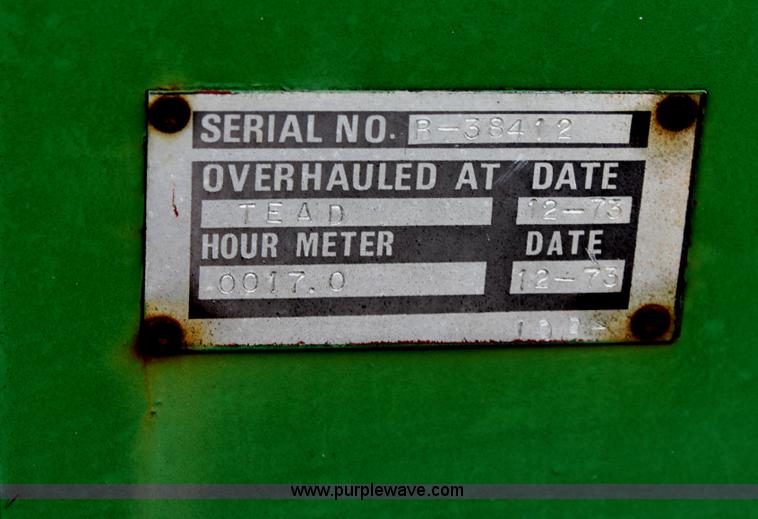 SERIAL NO. R-38412
OVERHAULED AT DATE
TEAD 12-73
HOUR METER DATE
0017.0 12-73
www.purplewave.com